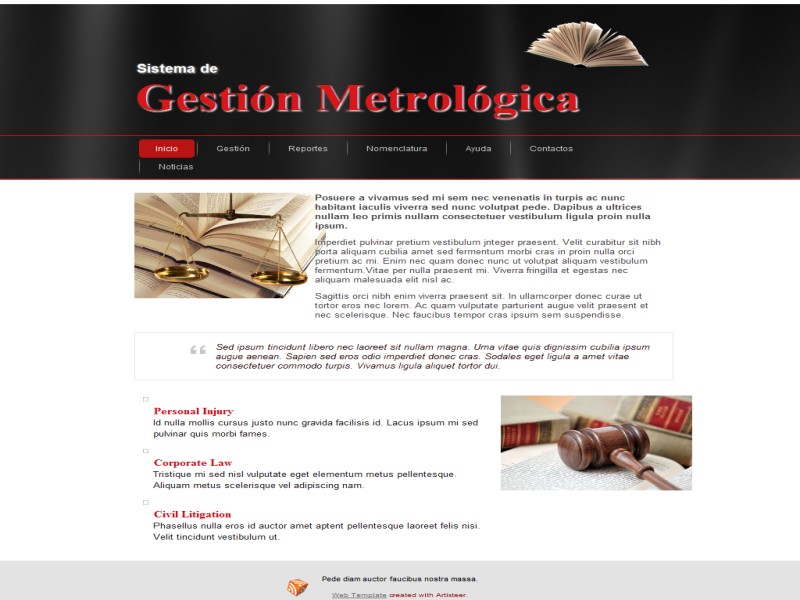 Sistema de
Gestión Metrológica
Inicio Gestión Reportes Nomenclatura Ayuda Contactos
Noticias
Posuere a vivamus sed mi sem nec venenatis in turpis ac nunc
habitant iaculis viverra sed nunc volutpat pede. Dapibus a ultrices
nullam leo primis nullam consectetuer vestibulum ligula proin nulla
ipsum.
Imperdiet pulvinar pretium vestibulum jnteger praesent. Velit curabitur sit nibh
porta aliquam cubilia amet sed fermentum morbi cras in proin nulla orci
pretium ac mi. Enim nec quam donec nunc ut volutpat aliquam vestibulum
fermentum.Vitae per nulla praesent mi. Viverra fringilla et egestas nec
aliquam malesuada elit nisl ac.
Sagittis orci nibh enim viverra praesent sit. In ullamcorper donec curae ut
tortor eros nec lorem. Ac quam vulputate parturient augue velit praesent et
nec scelerisque. Nec faucibus tempor cras ipsum sem suspendisse.
Sed ipsum tincidunt libero nec laoreet sit nullam magna. Urna vitae quis dignissim cubilia ipsum
augue aenean. Sapien sed eros odio imperdiet donec cras. Sodales eget ligula a amet vitae
consectetuer commodo turpis. Vivamus ligula aliquet tortor dui.
Personal Injury
Id nulla mollis cursus justo nunc gravida facilisis id. Lacus ipsum mi sed
pulvinar quis morbi fames.
Corporate Law
Tristique mi sed nisl vulputate eget elementum metus pellentesque.
Aliquam metus scelerisque vel adipiscing nam.
Civil Litigation
Phasellus nulla eros id auctor amet aptent pellentesque laoreet felis nisi.
Velit tincidunt vestibulum ut.
Pede diam auctor faucibus nostra massa.
Web Template created with Artisteer.